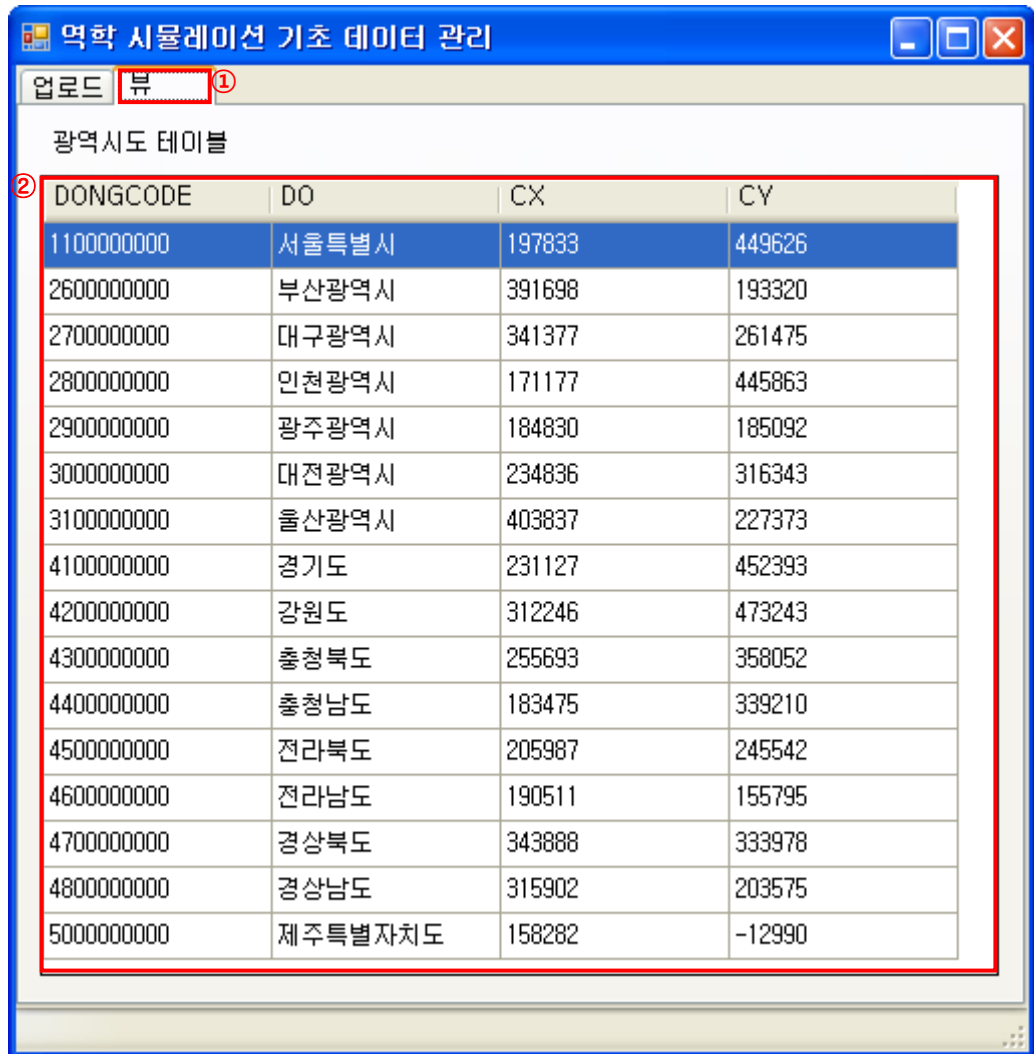 역학 시뮬레이션 기초 데이터 관리
업로드 뷰 ①
광역시도 테이블
②
DONGCODE DO CX CY
1100000000 서울특별시 197833 449626
2600000000 부산광역시 391698 193320
2700000000 대구광역시 341377 261475
2800000000 인천광역시 171177 445863
2900000000 광주광역시 184830 185092
3000000000 대전광역시 234836 316343
3100000000 울산광역시 403837 227373
4100000000 경기도 231127 452393
4200000000 강원도 312246 473243
4300000000 충청북도 255693 358052
4400000000 충청남도 183475 339210
4500000000 전라북도 205987 245542
4600000000 전라남도 190511 155795
4700000000 경상북도 343888 333978
4800000000 경상남도 315902 203575
5000000000 제주특별자치도 158282 -12990